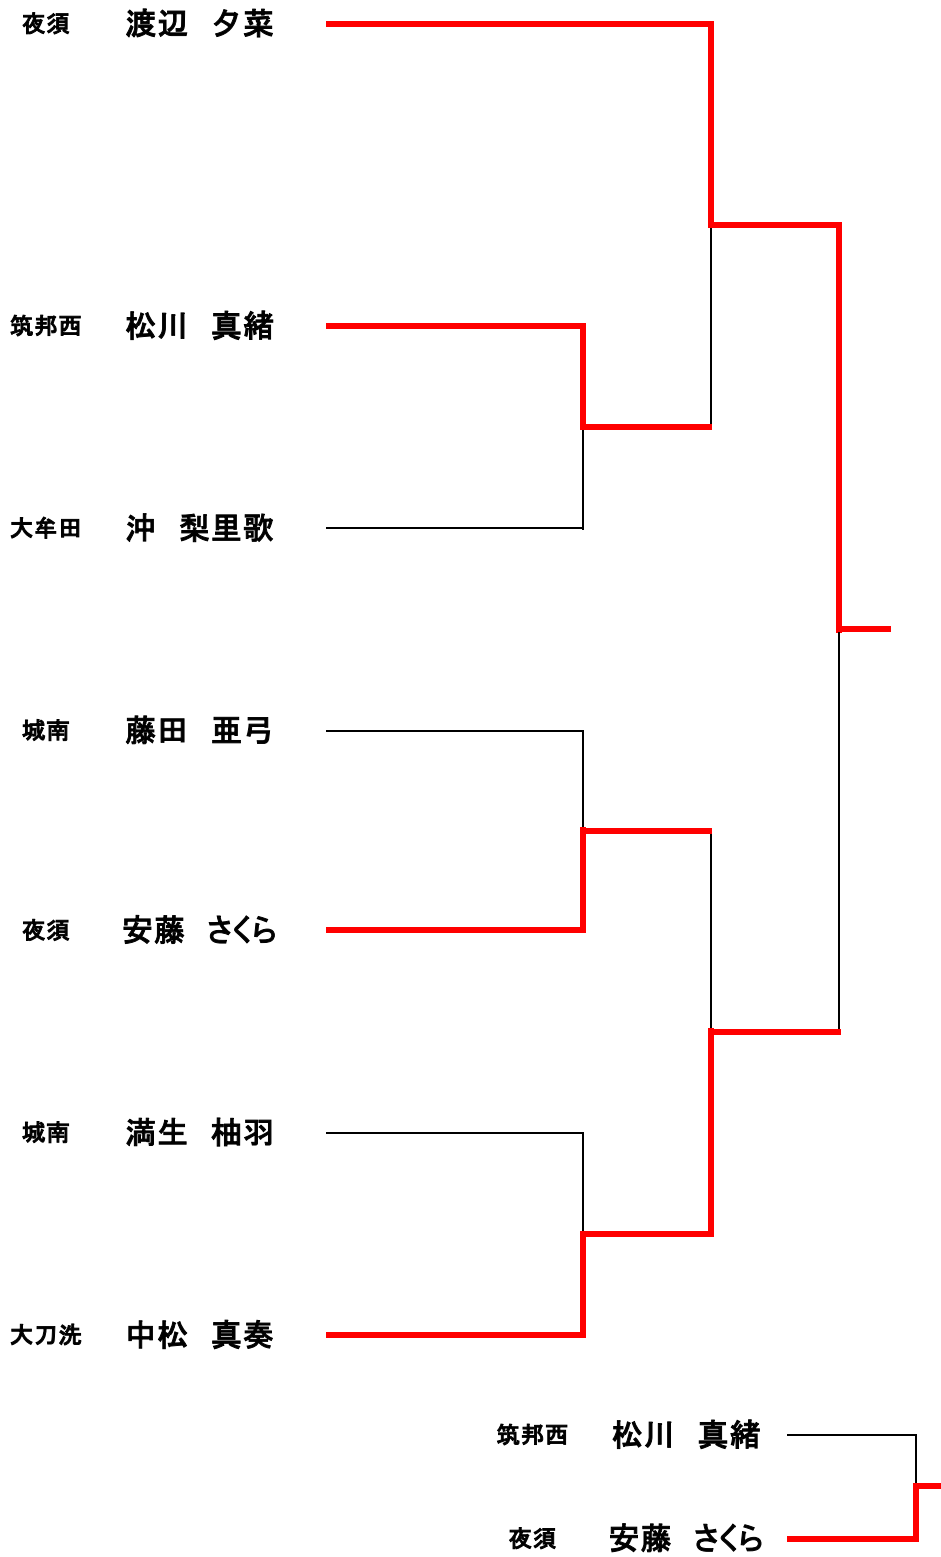 夜須 渡辺 夕菜
筑邦西 松川 真緒
大牟田 沖 梨里歌
城南 藤田 亜弓
夜須 安藤 さくら
城南 満生 柚羽
大刀洗 中松 真奏
筑邦西 松川 真緒
夜須 安藤 さくら